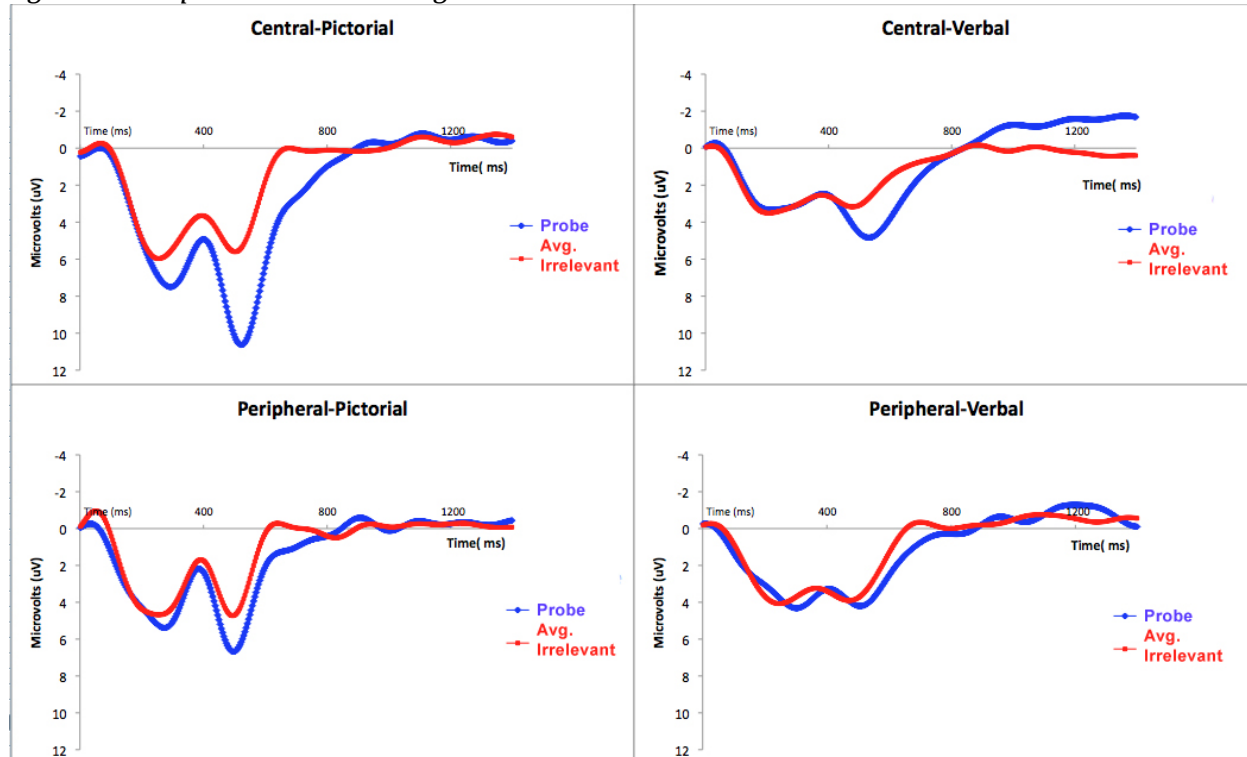 Central-Pictorial
-4
-2
0
2
4
6
8
10
12
Microvolts (uV)
Time (ms)
400
800
1200
Time( ms)
Probe
Avg.
Irrelevant
Central-Verbal
-4
-2
0
2
4
6
8
10
12
Microvolts (uV)
Time (ms)
400
800
1200
Time( ms)
Probe
Avg.
Irrelevant
Peripheral-Pictorial
-4
-2
0
2
4
6
8
10
12
Microvolts (uV)
Time (ms)
400
800
1200
Time( ms)
Probe
Avg.
Irrelevant
Peripheral-Verbal
-4
-2
0
2
4
6
8
10
12
Microvolts (uV)
Time (ms)
400
800
1200
Time( ms)
Probe
Avg.
Irrelevant